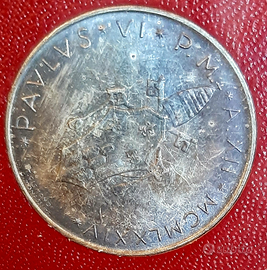 PAVLVS · VI · P.M. A. XII · MCMLXXIV